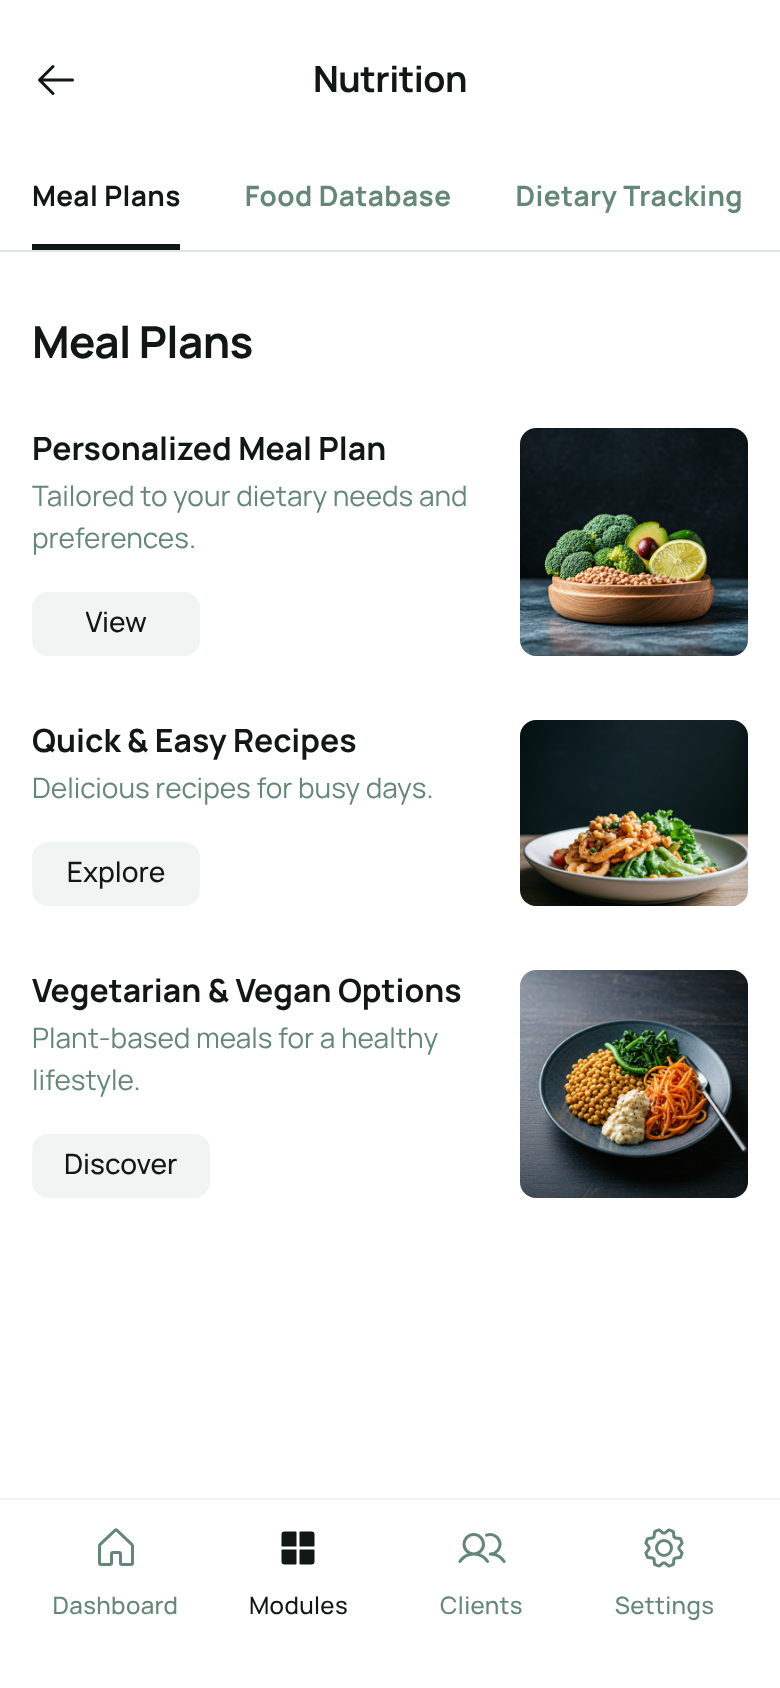 Nutrition
Meal Plans
Food Database
Dietary Tracking
Meal Plans
Personalized Meal Plan
Tailored to your dietary needs and
preferences.
View
Quick & Easy Recipes
Delicious recipes for busy days.
Explore
Vegetarian & Vegan Options
Plant-based meals for a healthy
lifestyle.
Discover
Dashboard
Modules
Clients
Settings